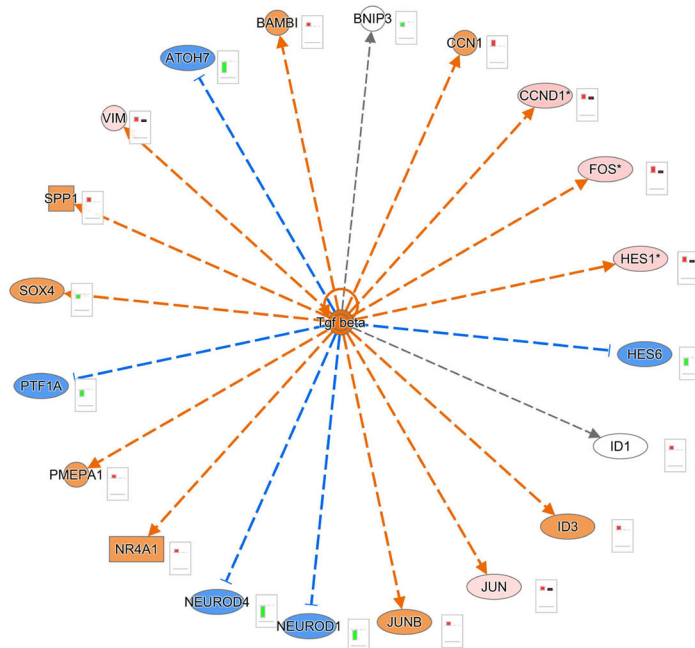 BAMBI
BNIP3
CCN1
ATOH7
CCND1*
VIM
FOS*
SPP1
HES1*
SOX4
Tgf beta
HES6
PTF1A
ID1
PMEPA1
ID3
NR4A1
JUN
NEUROD4
NEUROD1
JUNB